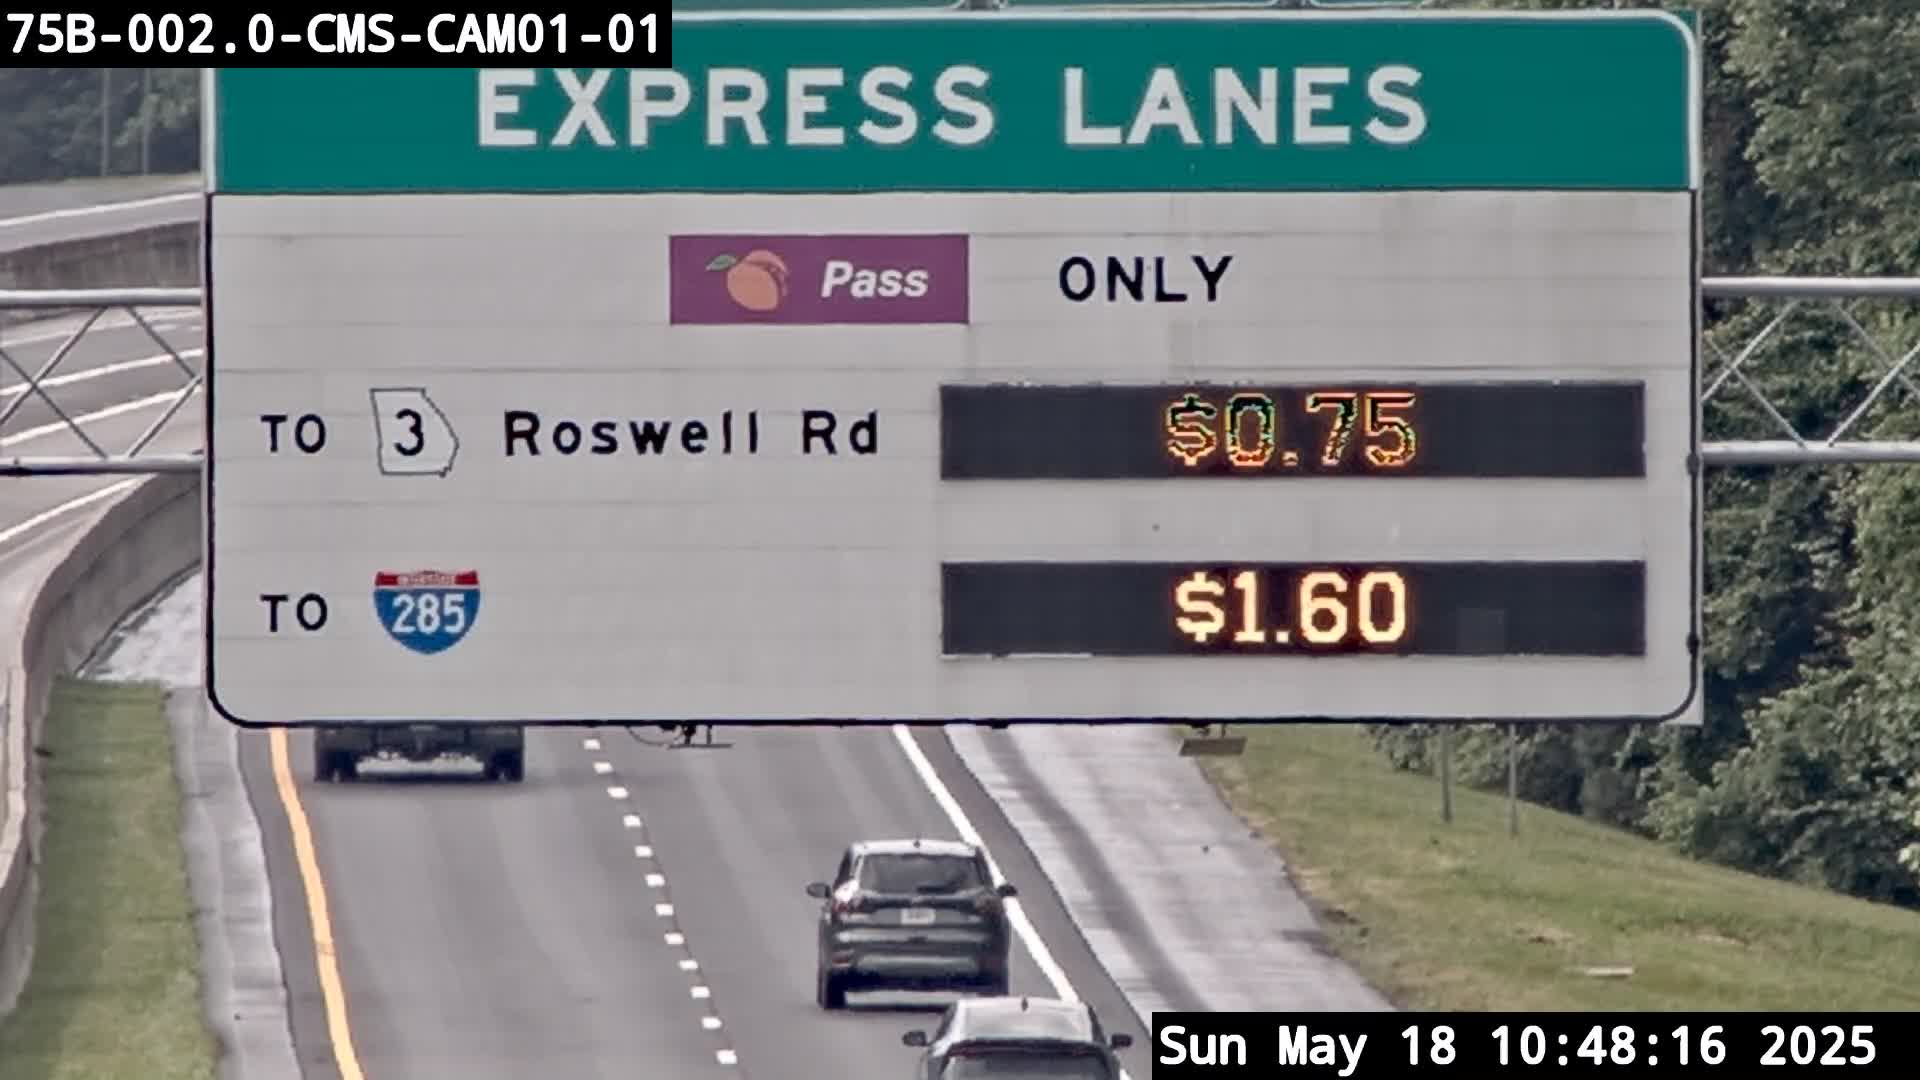 75B-002.0-CMS-CAM01-01
EXPRESS LANES
Pass ONLY
TO 3 Roswell Rd $0.75
TO INTERSTATE 285 $1.60
Sun May 18 10:48:16 2025